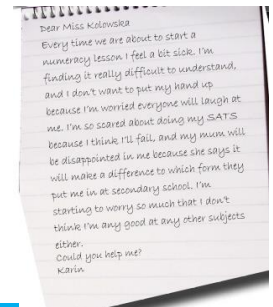 Dear Miss Kolowska
Every time we are about to start a
numeracy lesson I feel a bit sick. I'm
finding it really difficult to understand,
and I don't want to put my hand up
because I'm worried everyone will laugh at
me. I'm so scared about doing my SATS
because I think I'll fail, and my mum will
be disappointed in me because she says it
will make a difference to which form they
put me in at secondary school. I'm
starting to worry so much that I don't
think I'm any good at any other subjects
either.
Could you help me?
Karin